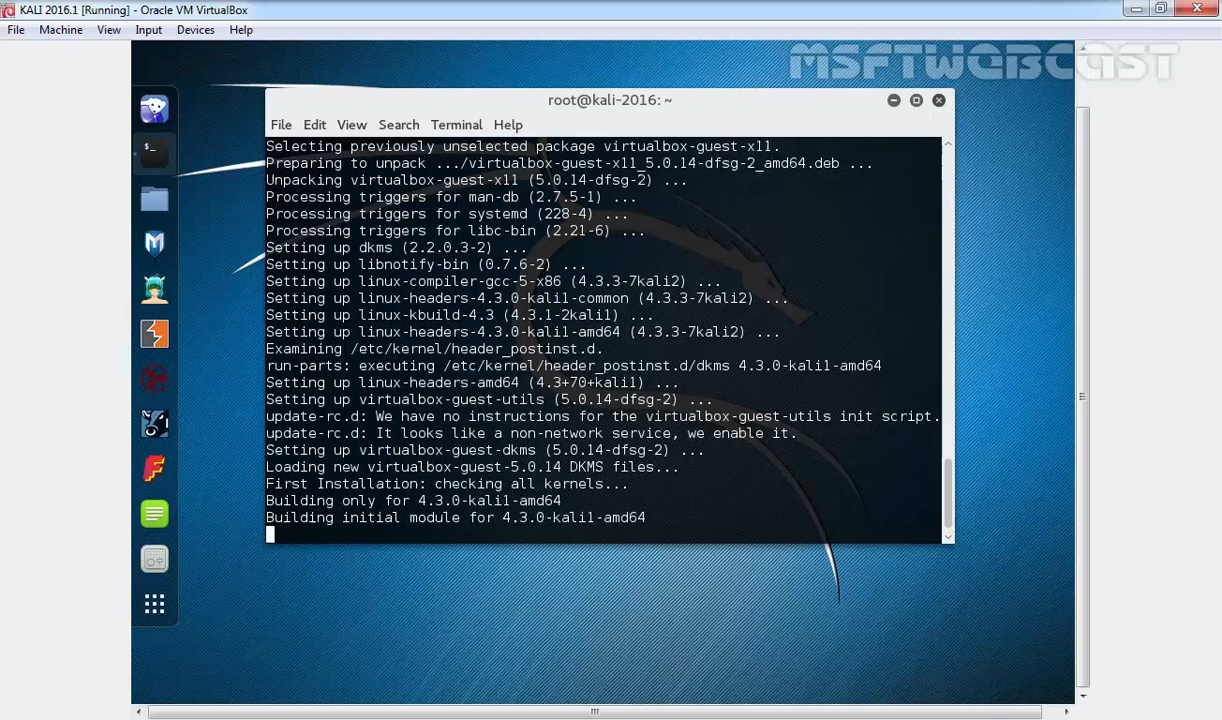 KALI 2016.1 [Running] - Oracle VM VirtualBox
File Machine View Input Devices Help
MSFTWEBCAST
root@kali-2016: ~
File Edit View Search Terminal Help
Selecting previously unselected package virtualbox-guest-x11.
Preparing to unpack .../virtualbox-guest-x11_5.0.14-dfsg-2_amd64.deb ...
Unpacking virtualbox-guest-x11 (5.0.14-dfsg-2) ...
Processing triggers for man-db (2.7.5-1) ...
Processing triggers for systemd (228-4) ...
Processing triggers for libc-bin (2.21-6) ...
Setting up dkms (2.2.0.3-2) ...
Setting up libnotify-bin (0.7.6-2) ...
Setting up linux-compiler-gcc-5-x86 (4.3.3-7kali2) ...
Setting up linux-headers-4.3.0-kali1-common (4.3.3-7kali2) ...
Setting up linux-kbuild-4.3 (4.3.1-2kali1) ...
Setting up linux-headers-4.3.0-kali1-amd64 (4.3.3-7kali2) ...
Examining /etc/kernel/header_postinst.d.
run-parts: executing /etc/kernel/header_postinst.d/dkms 4.3.0-kali1-amd64
Setting up linux-headers-amd64 (4.3+70+kali1) ...
Setting up virtualbox-guest-utils (5.0.14-dfsg-2) ...
update-rc.d: We have no instructions for the virtualbox-guest-utils init script.
update-rc.d: It looks like a non-network service, we enable it.
Setting up virtualbox-guest-dkms (5.0.14-dfsg-2) ...
Loading new virtualbox-guest-5.0.14 DKMS files...
First Installation: checking all kernels...
Building only for 4.3.0-kali1-amd64
Building initial module for 4.3.0-kali1-amd64